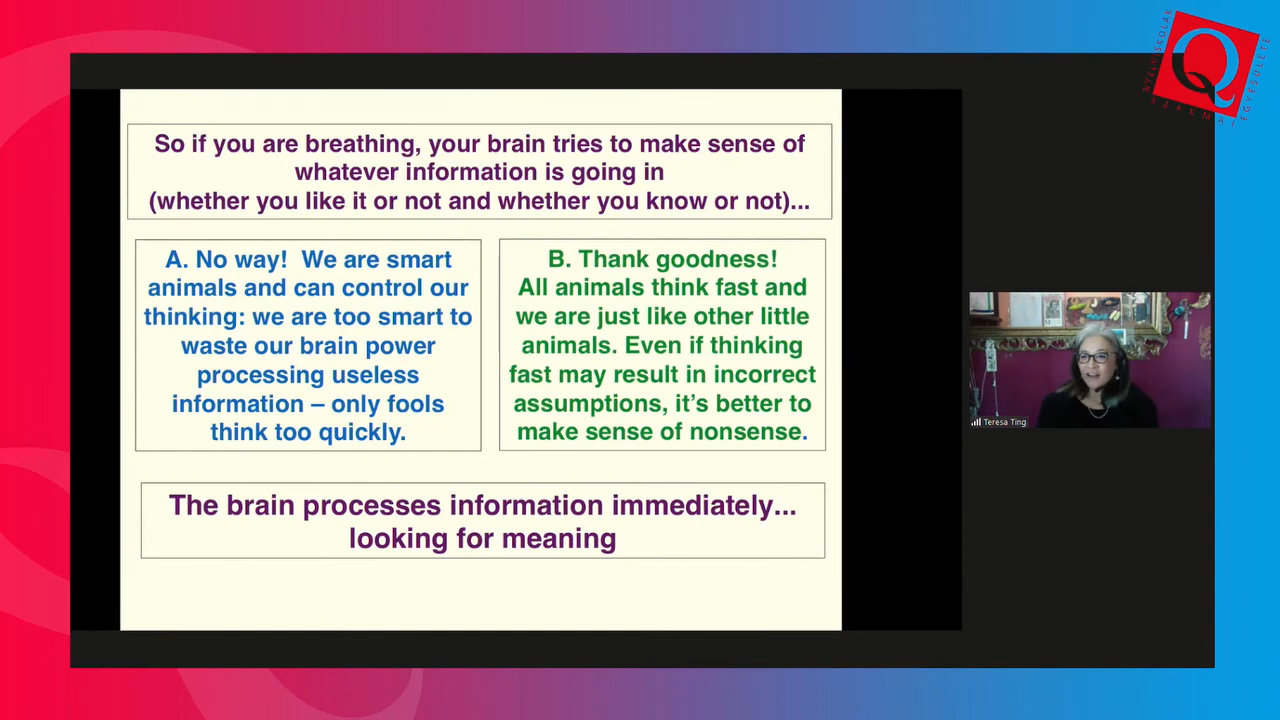 So if you are breathing, your brain tries to make sense of
whatever information is going in
(whether you like it or not and whether you know or not)...
A. No way!  We are smart
animals and can control our
thinking: we are too smart to
waste our brain power
processing useless
information – only fools
think too quickly.
B. Thank goodness!
All animals think fast and
we are just like other little
animals. Even if thinking
fast may result in incorrect
assumptions, it's better to
make sense of nonsense.
The brain processes information immediately...
looking for meaning
Teresa Ting
NYELVISKOLÁK
SZAKMAI
EGYESÜLETE
Q